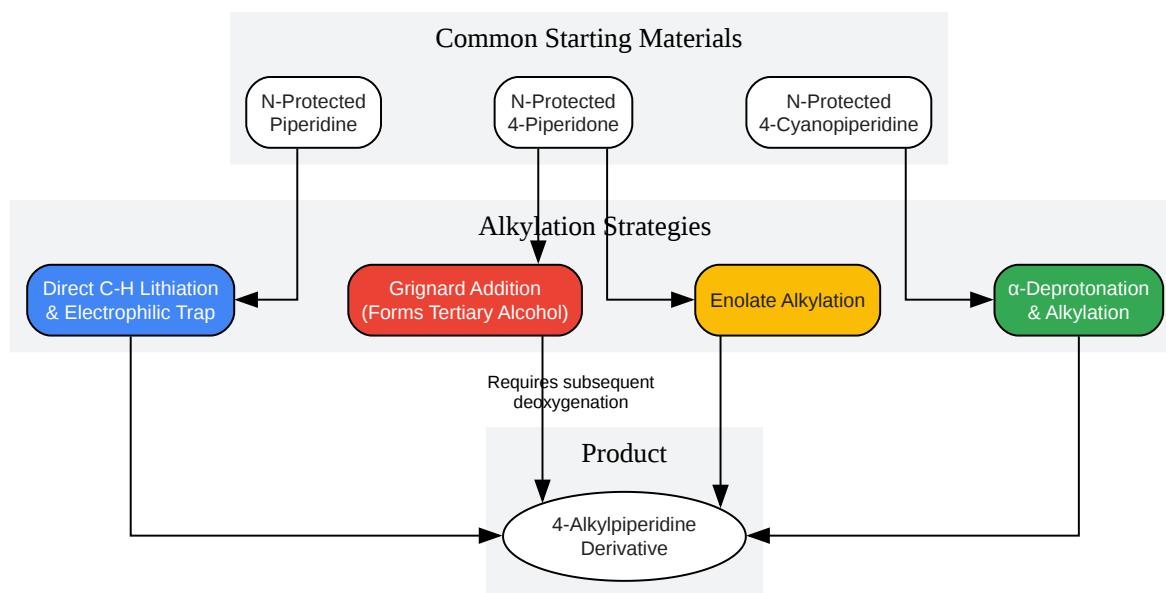 Common Starting Materials
N-Protected
Piperidine
N-Protected
4-Piperidone
N-Protected
4-Cyanopiperidine
Alkylation Strategies
Direct C-H Lithiation
& Electrophilic Trap
Grignard Addition
(Forms Tertiary Alcohol)
Enolate Alkylation
α-Deprotonation
& Alkylation
Requires subsequent
deoxygenation
Product
4-Alkylpiperidine
Derivative